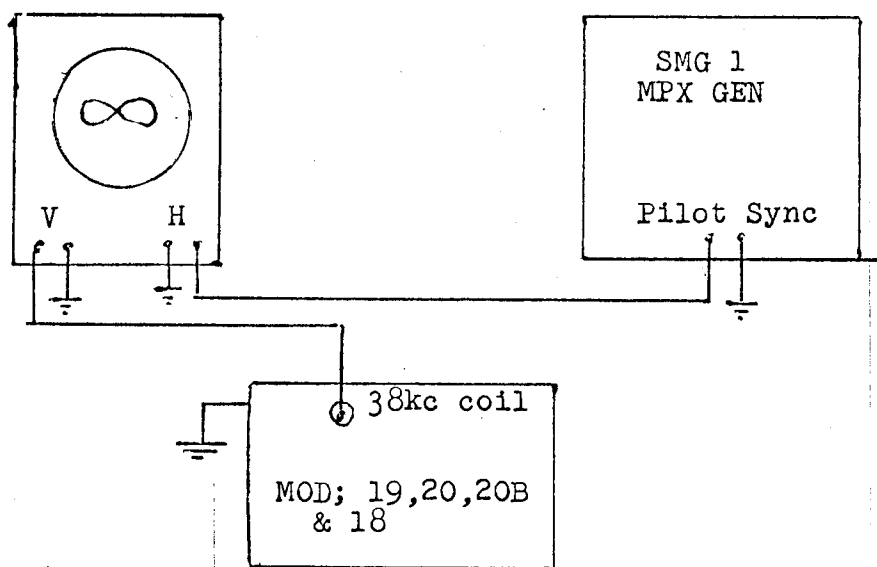 SMG 1
MPX GEN
V H
Pilot Sync
38kc coil
MOD; 19,20,20B
& 18